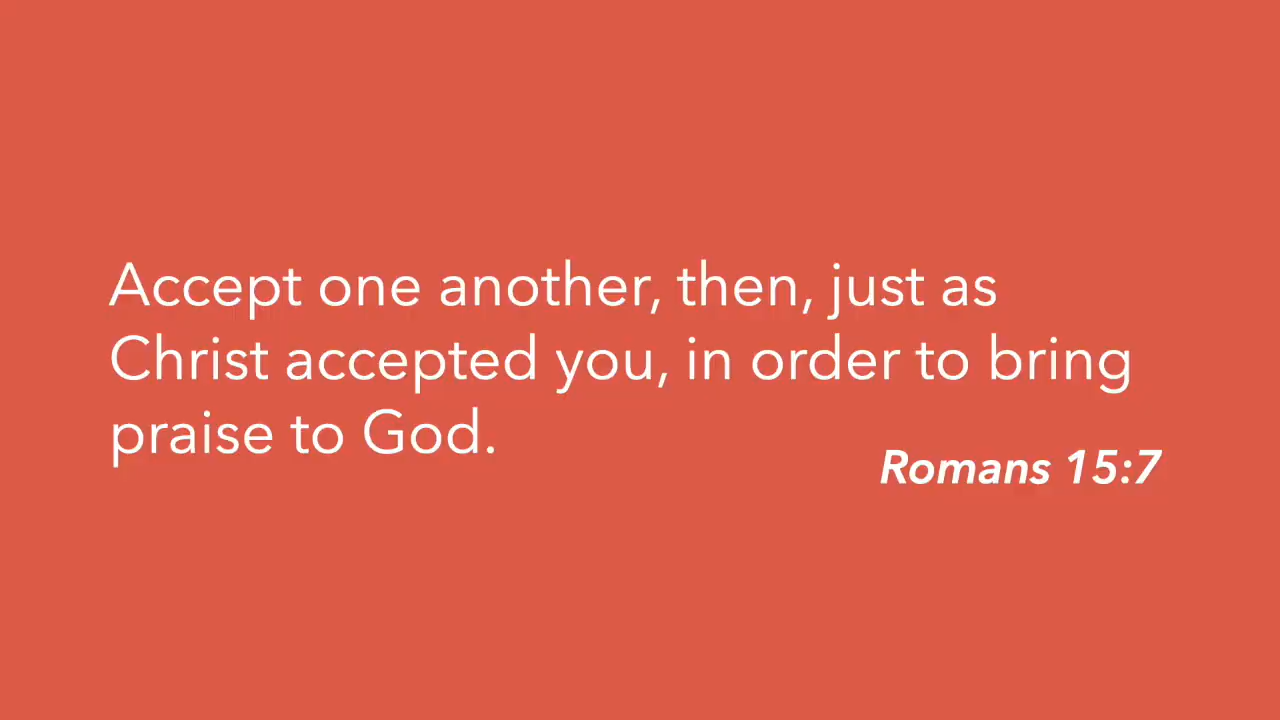 Accept one another, then, just as
Christ accepted you, in order to bring
praise to God.
Romans 15:7